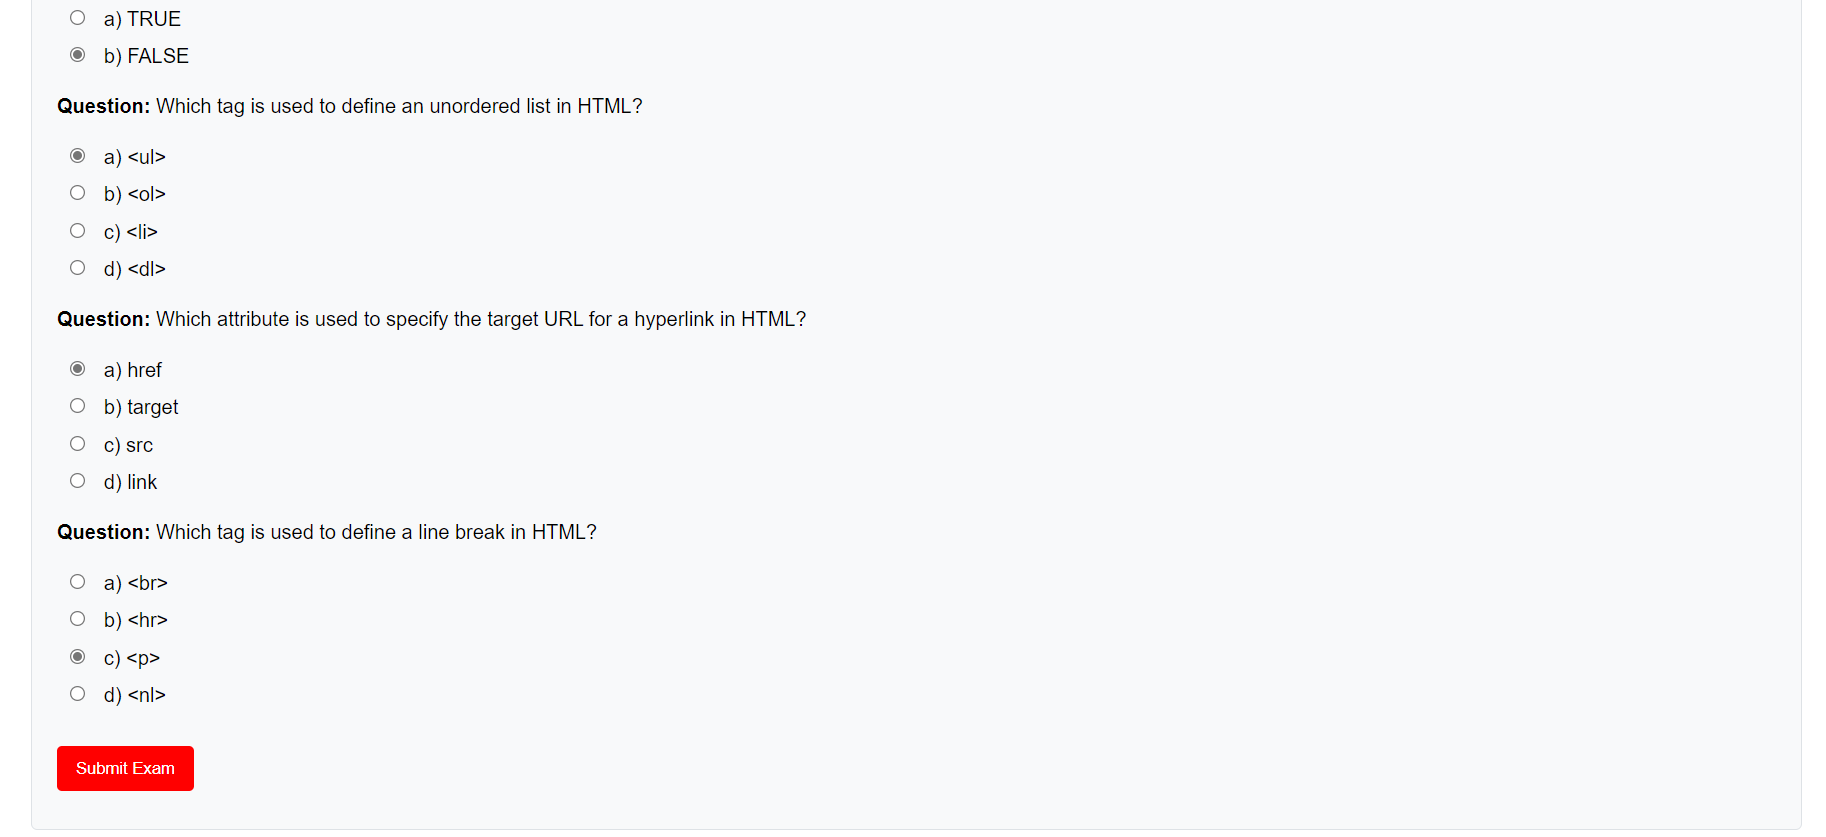 a) TRUE
b) FALSE
Question: Which tag is used to define an unordered list in HTML?
a) <ul>
b) <ol>
c) <li>
d) <dl>
Question: Which attribute is used to specify the target URL for a hyperlink in HTML?
a) href
b) target
c) src
d) link
Question: Which tag is used to define a line break in HTML?
a) <br>
b) <hr>
c) <p>
d) <nl>
Submit Exam